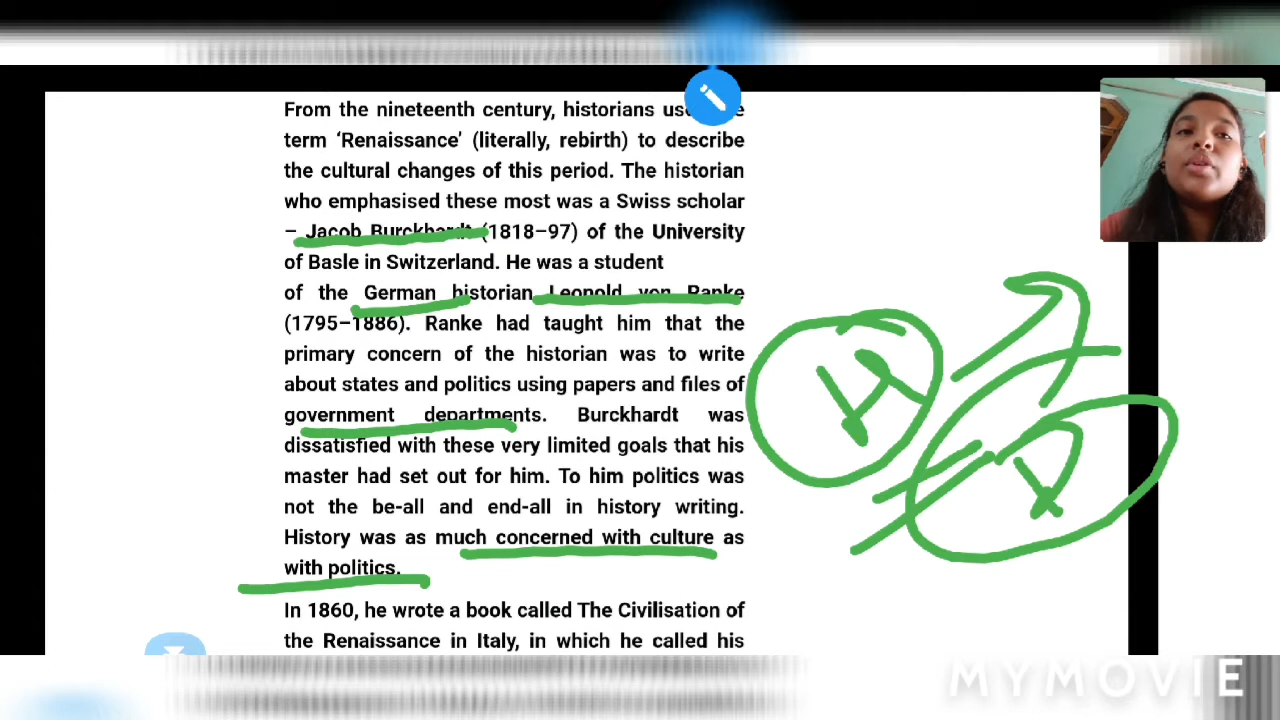 From the nineteenth century, historians
term ‘Renaissance’ (literally, rebirth) to describe
the cultural changes of this period. The historian
who emphasised these most was a Swiss scholar
– Jacob Burckhardt (1818–97) of the University
of Basle in Switzerland. He was a student
of the German historian Leopold von Ranke
(1795–1886). Ranke had taught him that the
primary concern of the historian was to write
about states and politics using papers and files of
government departments. Burckhardt was
dissatisfied with these very limited goals that his
master had set out for him. To him politics was
not the be-all and end-all in history writing.
History was as much concerned with culture as
with politics.
In 1860, he wrote a book called The Civilisation of
the Renaissance in Italy, in which he called his
MYMOVIE